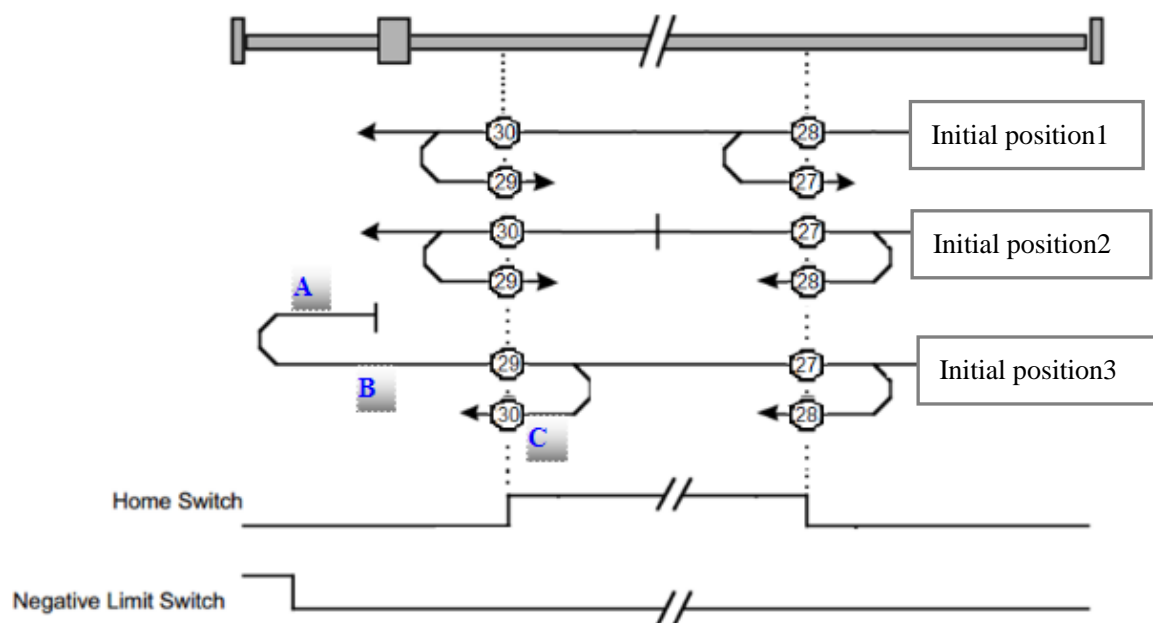 30
28
Initial position1
29
27
30
27
Initial position2
29
28
A
29
27
Initial position3
B
30
28
C
Home Switch
Negative Limit Switch